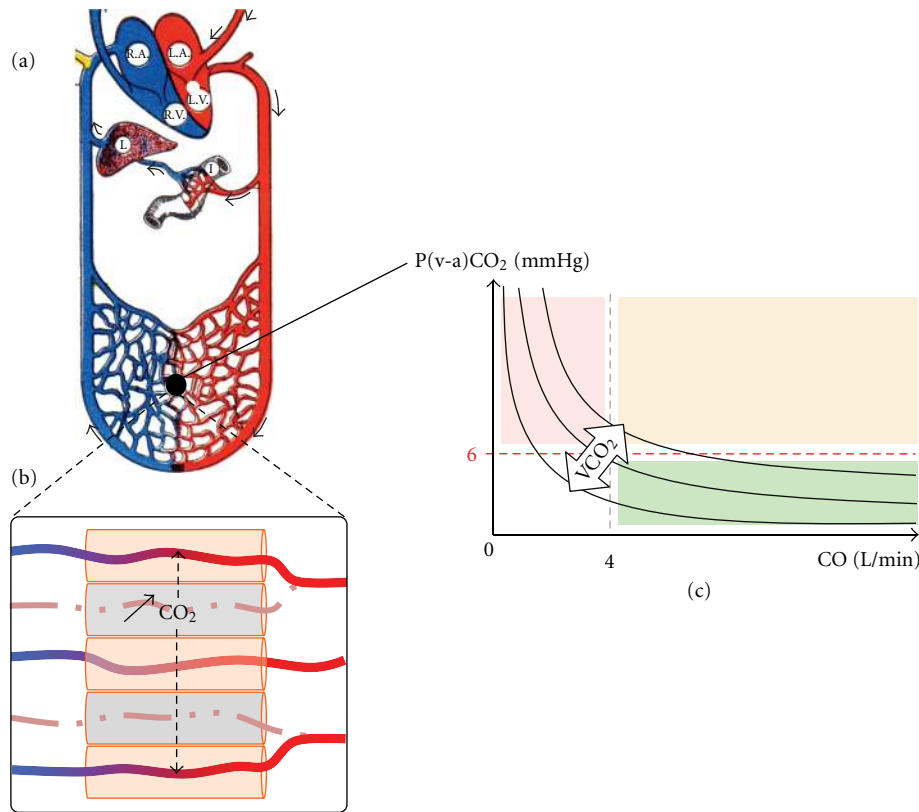 (a)
R.A.
L.A.
L.V.
R.V.
L
I
P(v-a)CO₂ (mmHg)
6
VCO₂
0
4
CO (L/min)
(c)
(b)
CO₂